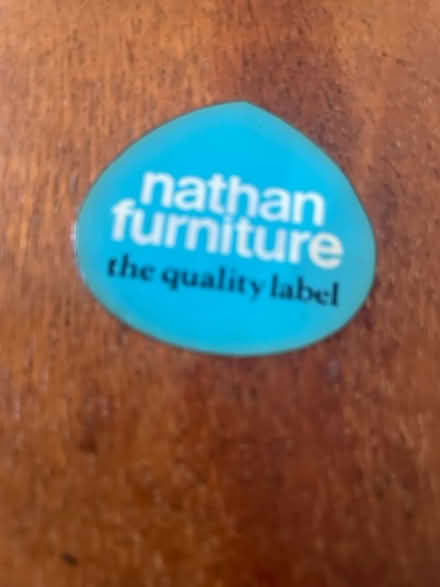 nathan
furniture
the quality label